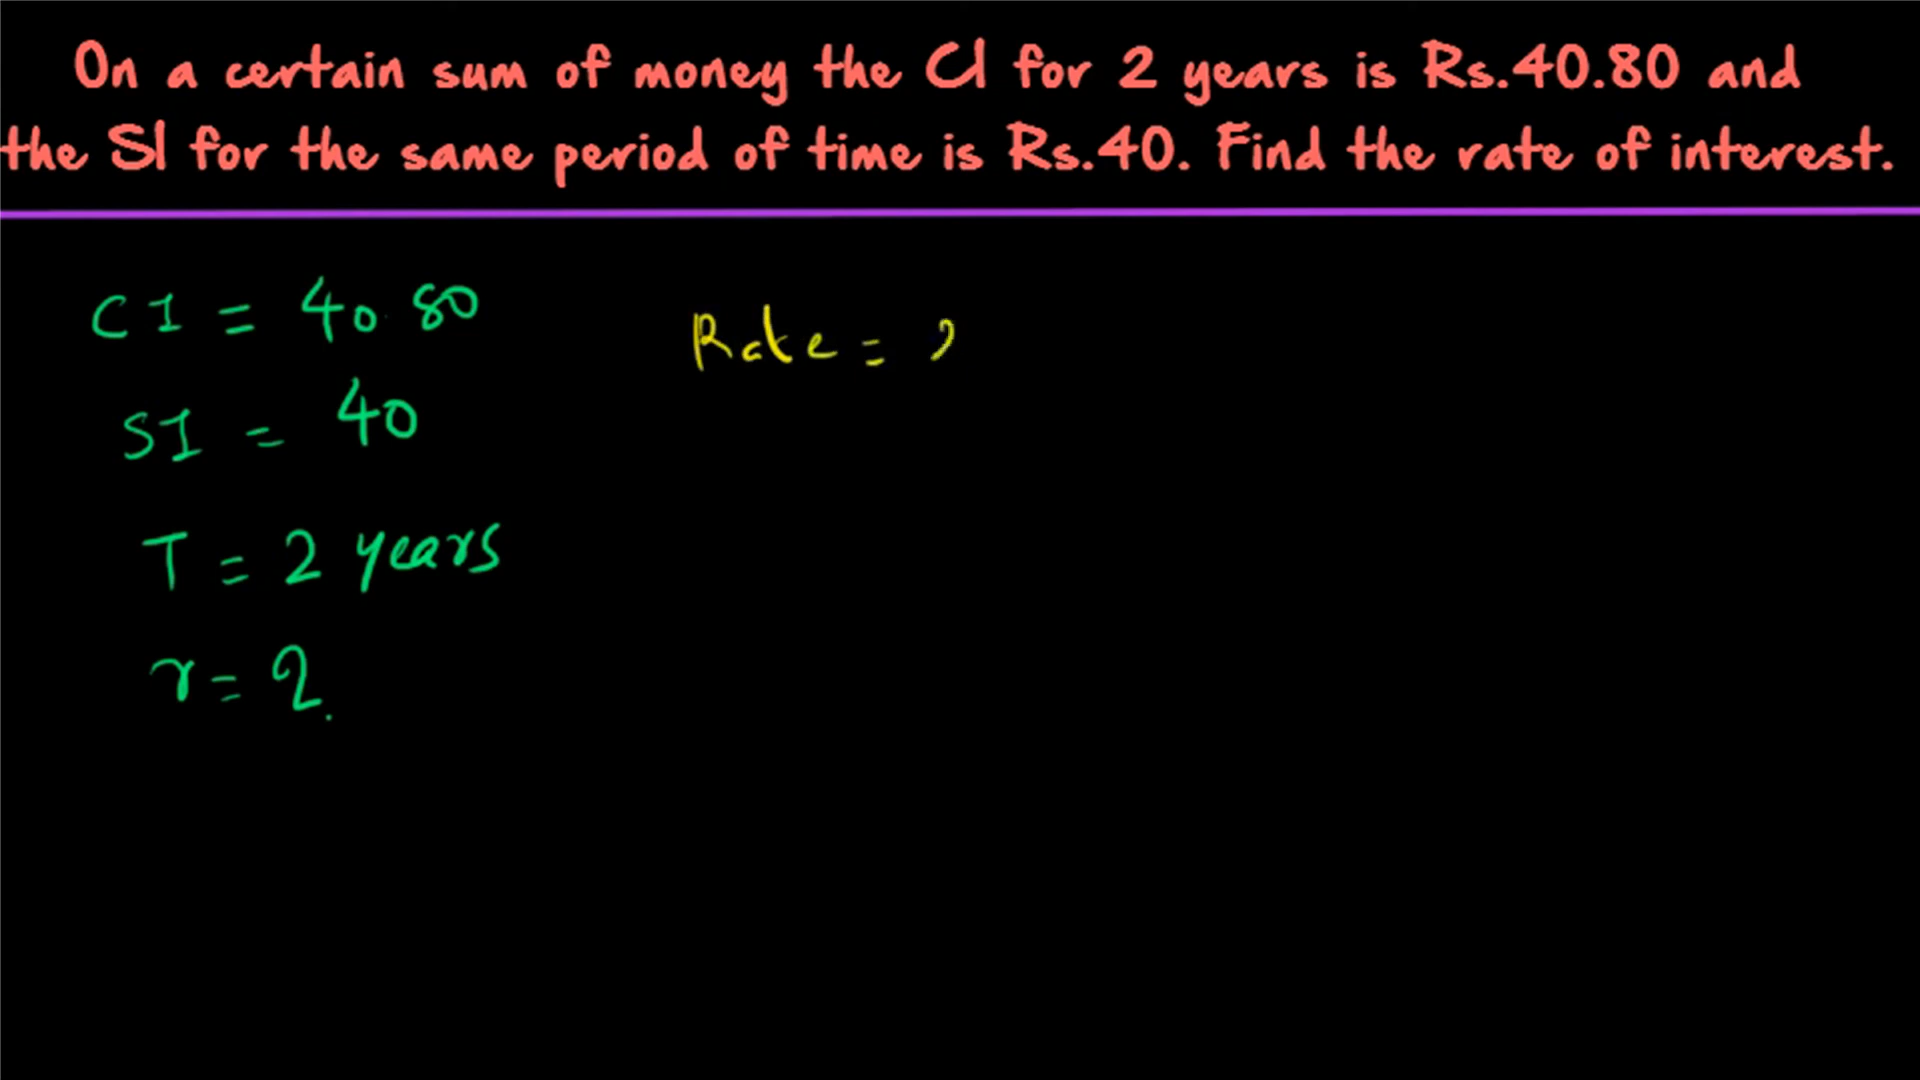 On a certain sum of money the CI for 2 years is Rs.40.80 and
the SI for the same period of time is Rs.40. Find the rate of interest.
CI = 40.80
Rate = ?
SI = 40
T = 2 years
r = ?